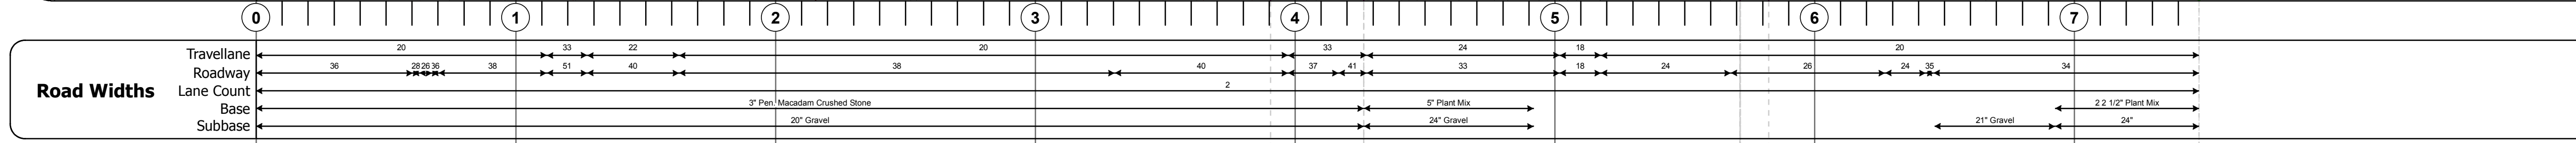 0 1 2 3 4 5 6 7
Travellane 20 33 22 20 33 24 18 20
Roadway 36 28 26 36 38 51 40 38 40 37 41 33 18 24 26 24 35 34
Road Widths
Lane Count 2
Base 3" Pen. Macadam Crushed Stone 5" Plant Mix 2 2 1/2" Plant Mix
Subbase 20" Gravel 24" Gravel 21" Gravel 24"